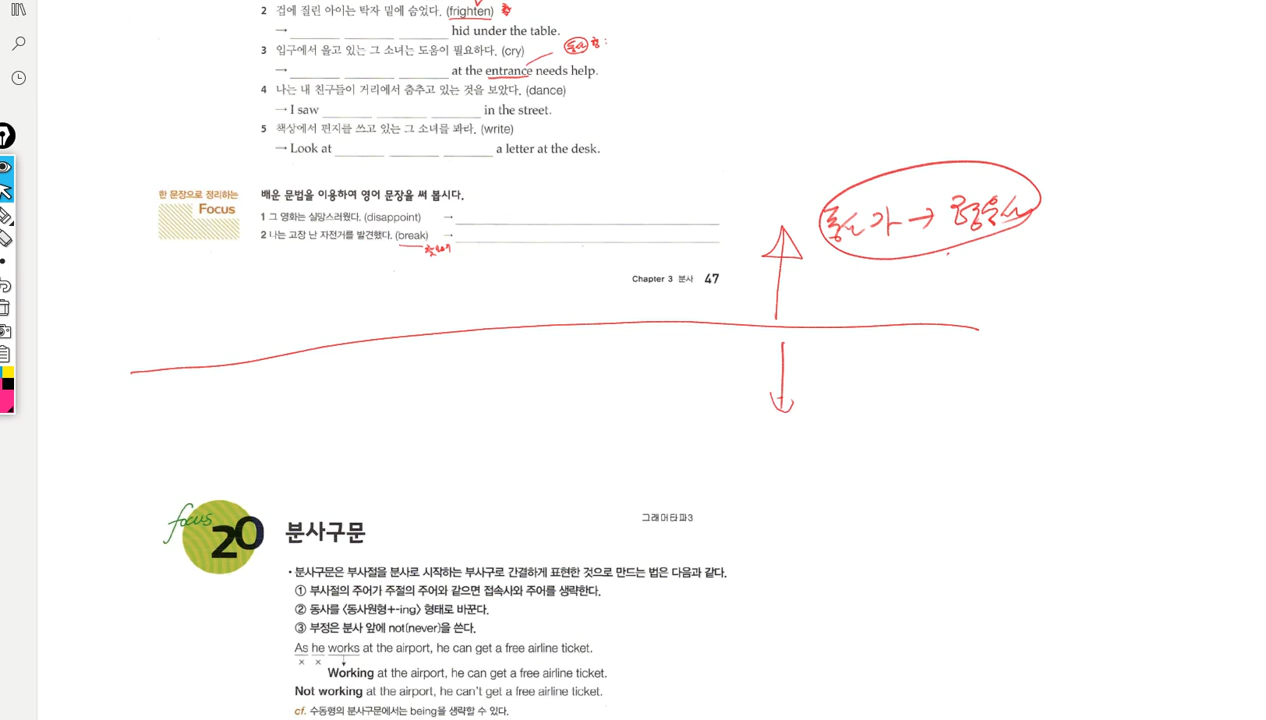 2 겁에 질린 아이는 탁자 밑에 숨었다. (frighten)
→ hid under the table.
3 입구에서 울고 있는 그 소녀는 도움이 필요하다. (cry)
→ at the entrance needs help.
4 나는 내 친구들이 거리에서 춤추고 있는 것을 보았다. (dance)
→ I saw in the street.
5 책상에서 편지를 쓰고 있는 그 소녀를 봐라. (write)
→ Look at a letter at the desk.
한 문장으로 정리하는
Focus
배운 문법을 이용하여 영어 문장을 써 봅시다.
1 그 영화는 실망스러웠다. (disappoint) →
2 나는 고장 난 자전거를 발견했다. (break) →
Chapter 3 분사 47
focus
20
분사구문
그래머타파3
• 분사구문은 부사절을 분사로 시작하는 부사구로 간결하게 표현한 것으로 만드는 법은 다음과 같다.
① 부사절의 주어가 주절의 주어와 같으면 접속사와 주어를 생략한다.
② 동사를 〈동사원형+-ing〉 형태로 바꾼다.
③ 부정은 분사 앞에 not(never)을 쓴다.
As he works at the airport, he can get a free airline ticket.
× ×
Working at the airport, he can get a free airline ticket.
Not working at the airport, he can't get a free airline ticket.
cf. 수동형의 분사구문에서는 being을 생략할 수 있다.